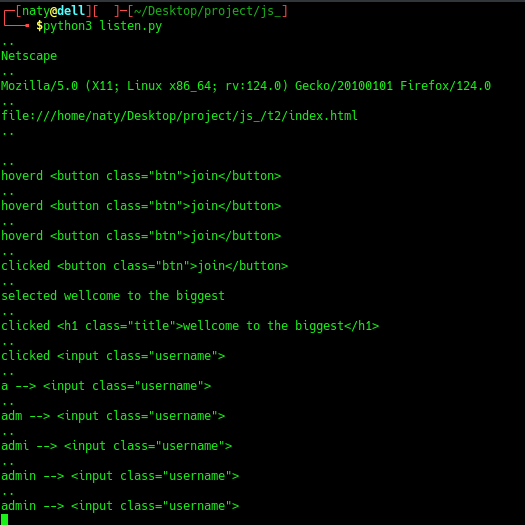 ┌─[naty@dell][  ]─[~/Desktop/project/js_]
└──╼ $python3 listen.py
..
Netscape
..
Mozilla/5.0 (X11; Linux x86_64; rv:124.0) Gecko/20100101 Firefox/124.0
..
file:///home/naty/Desktop/project/js_/t2/index.html
..
..
hoverd <button class="btn">join</button>
..
hoverd <button class="btn">join</button>
..
hoverd <button class="btn">join</button>
..
clicked <button class="btn">join</button>
..
selected wellcome to the biggest
..
clicked <h1 class="title">wellcome to the biggest</h1>
..
clicked <input class="username">
..
a --> <input class="username">
..
adm --> <input class="username">
..
admi --> <input class="username">
..
admin --> <input class="username">
..
admin --> <input class="username">